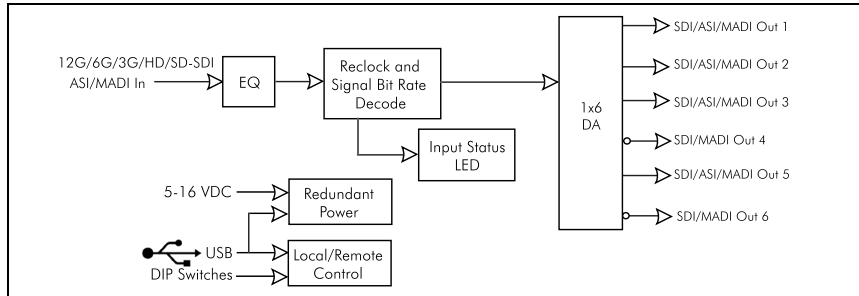 12G/6G/3G/HD/SD-SDI
ASI/MADI In
EQ
Reclock and
Signal Bit Rate
Decode
Input Status
LED
1x6
DA
SDI/ASI/MADI Out 1
SDI/ASI/MADI Out 2
SDI/ASI/MADI Out 3
SDI/MADI Out 4
SDI/ASI/MADI Out 5
SDI/MADI Out 6
5-16 VDC
Redundant
Power
USB
DIP Switches
Local/Remote
Control